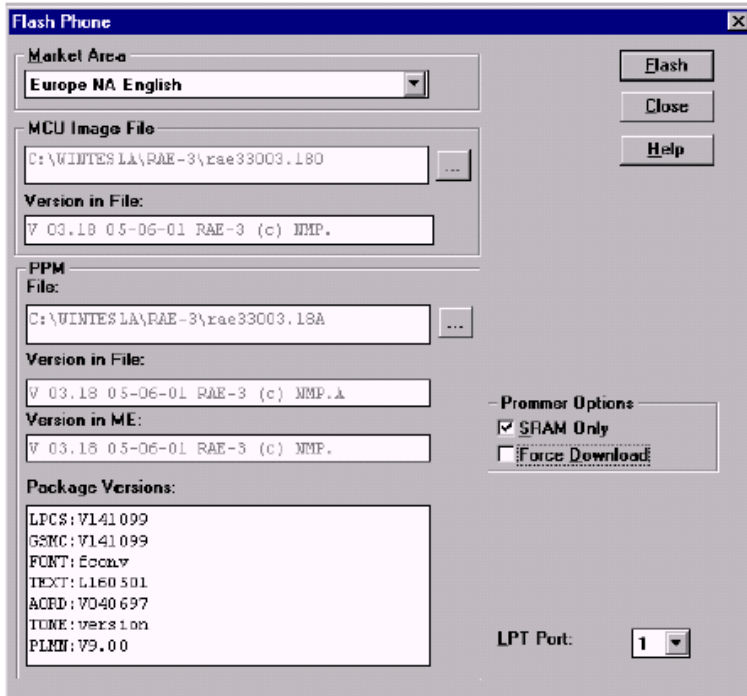 Flash Phone
Market Area
Europe NA English
Flash
Close
Help
MCU Image File
C:\WINTESLA\RAE-3\rae33003.180
...
Version in File:
V 03.18 05-06-01 RAE-3 (c) NMP.
PPM
File:
C:\WINTESLA\RAE-3\rae33003.18A
...
Version in File:
V 03.18 05-06-01 RAE-3 (c) NMP.A
Version in ME:
V 03.18 05-06-01 RAE-3 (c) NMP.
Prommer Options
SRAM Only
Force Download
Package Versions:
LPCS:V141099
GSMC:V141099
FONT:fconv
TEXT:L160501
AORD:V040697
TONE:version
PLMN:V9.00
LPT Port:
1